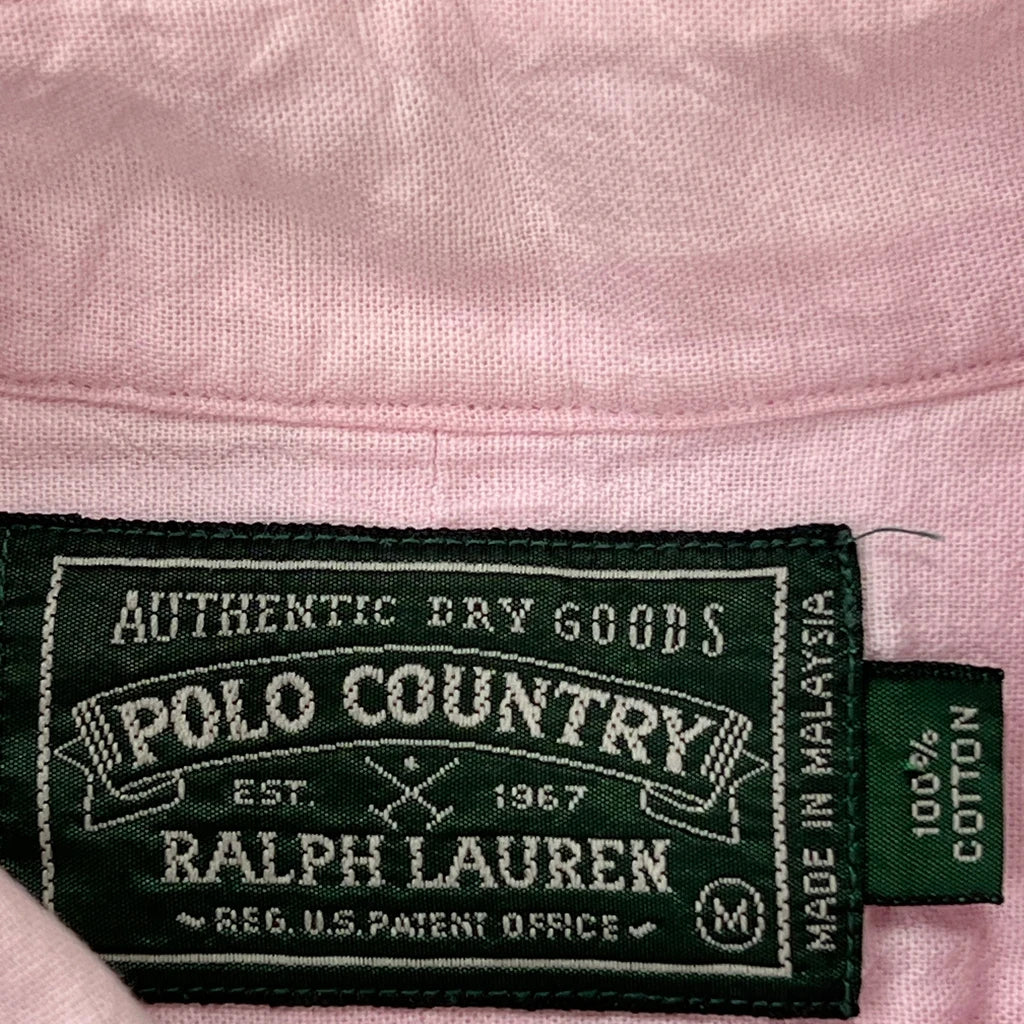 AUTHENTIC DRY GOODS
POLO COUNTRY
EST. 1967
RALPH LAUREN
REG. U.S. PATENT OFFICE
M
MADE IN MALAYSIA
100%
COTTON